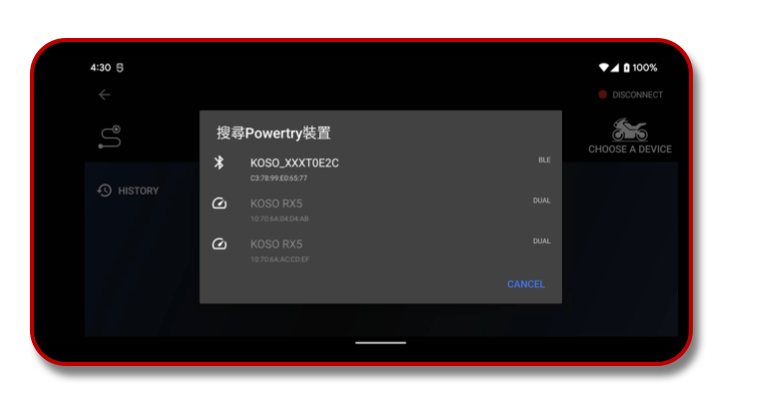 4:30
100%
DISCONNECT
CHOOSE A DEVICE
HISTORY
搜尋Powertry裝置
KOSO_XXXT0E2C
BLE
C3:78:99:E0:65:77
KOSO RX5
DUAL
10:70:6A:04:D4:AB
KOSO RX5
DUAL
10:70:6A:AC:CD:EF
CANCEL